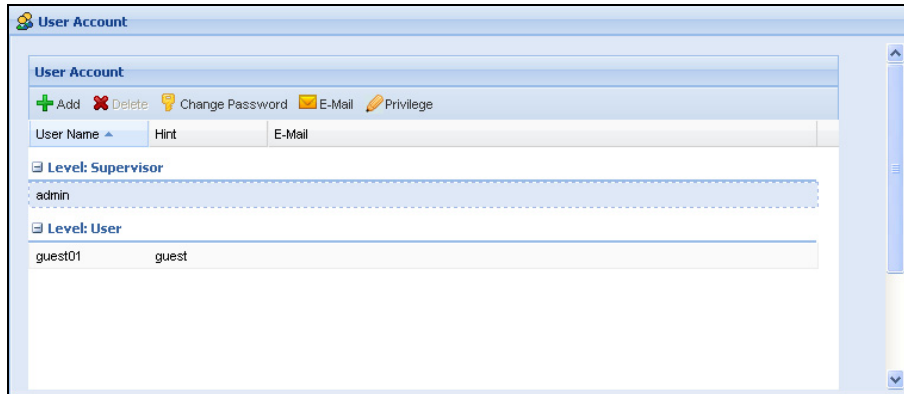 User Account
User Account
Add Delete Change Password E-Mail Privilege
User Name Hint E-Mail
Level: Supervisor
admin
Level: User
guest01 guest